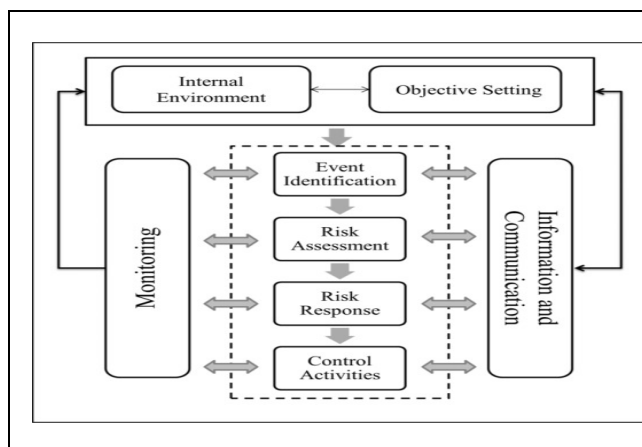 Internal
Environment
Objective Setting
Event
Identification
Risk
Assessment
Risk
Response
Control
Activities
Monitoring
Information and
Communication